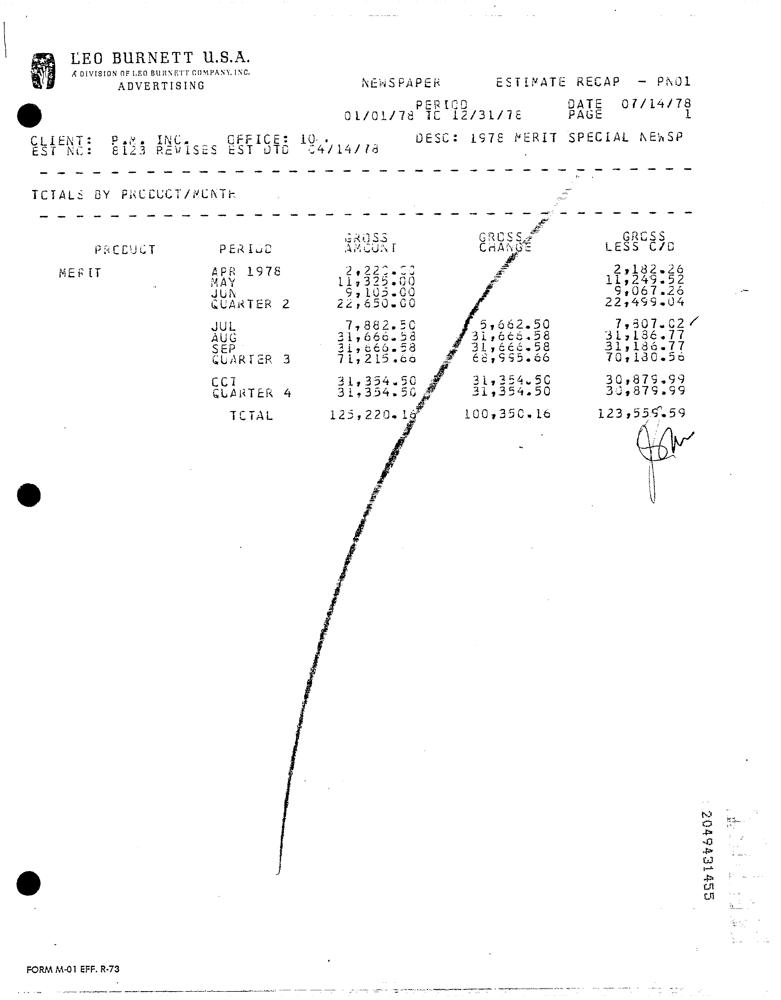 LEO BURNETT U.S.A.
A DIVISION OF LEO BURNETT COMPANY, INC.
ADVERTISING
NEWSPAPER ESTIMATE RECAP - PN01
PERIOD DATE 07/14/78
01/01/78 TO 12/31/78 PAGE 1
CLIENT: P.M. INC. OFFICE: 10 DESC: 1978 MERIT SPECIAL NEWSP
EST NO: 8123 REVISES EST DTD 04/14/78
TOTALS BY PRODUCT/MONTH
GROSS GROSS GROSS
PRODUCT PERIOD AMOUNT CHANGE LESS C/D
MERIT APR 1978 2,182.26
MAY 11,325.00 11,249.52
JUN 9,105.00 9,067.26
QUARTER 2 22,650.00 22,499.04
JUL 7,882.50 5,662.50 7,807.02
AUG 31,666.58 31,666.58 31,186.77
SEP 31,666.58 31,666.58 31,186.77
QUARTER 3 71,215.66 68,995.66 70,180.56
OCT 31,354.50 31,354.50 30,879.99
QUARTER 4 31,354.50 31,354.50 30,879.99
TOTAL 125,220.16 100,350.16 123,559.59
2049431455
FORM M-01 EFF. R-73